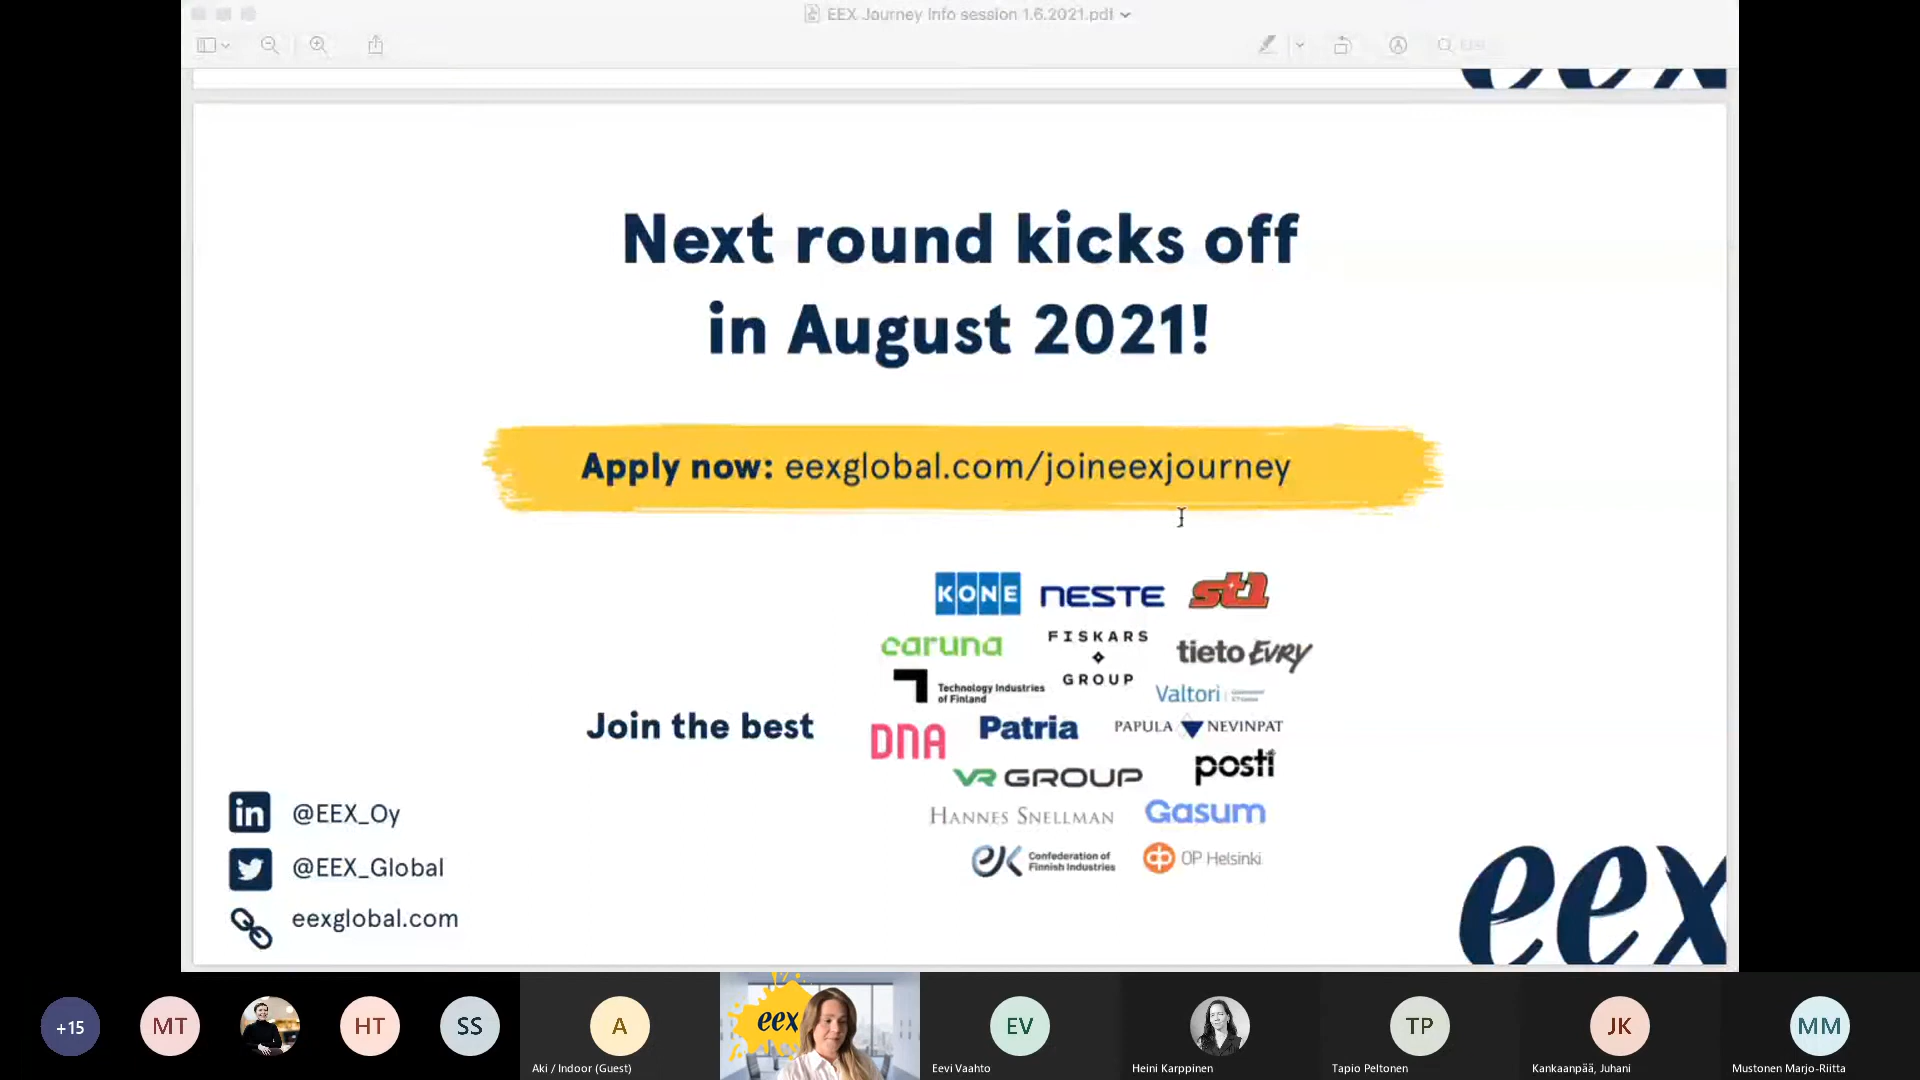 EEX Journey Info session 1.6.2021.pdf
Next round kicks off
in August 2021!
Apply now: eexglobal.com/joineexjourney
KONE NESTE st1
caruna FISKARS GROUP tietoEVRY
Technology Industries of Finland
Valtori
Join the best
DNA Patria PAPULA NEVINPAT
VR GROUP posti
HANNES SNELLMAN Gasum
Confederation of Finnish Industries
OP Helsinki
@EEX_Oy
@EEX_Global
eexglobal.com
eex
+15 MT HT SS A eex EV TP JK MM
Aki / Indoor (Guest) Eevi Vaahto Heini Karppinen Tapio Peltonen Kankaanpää, Juhani Mustonen Marjo-Riitta